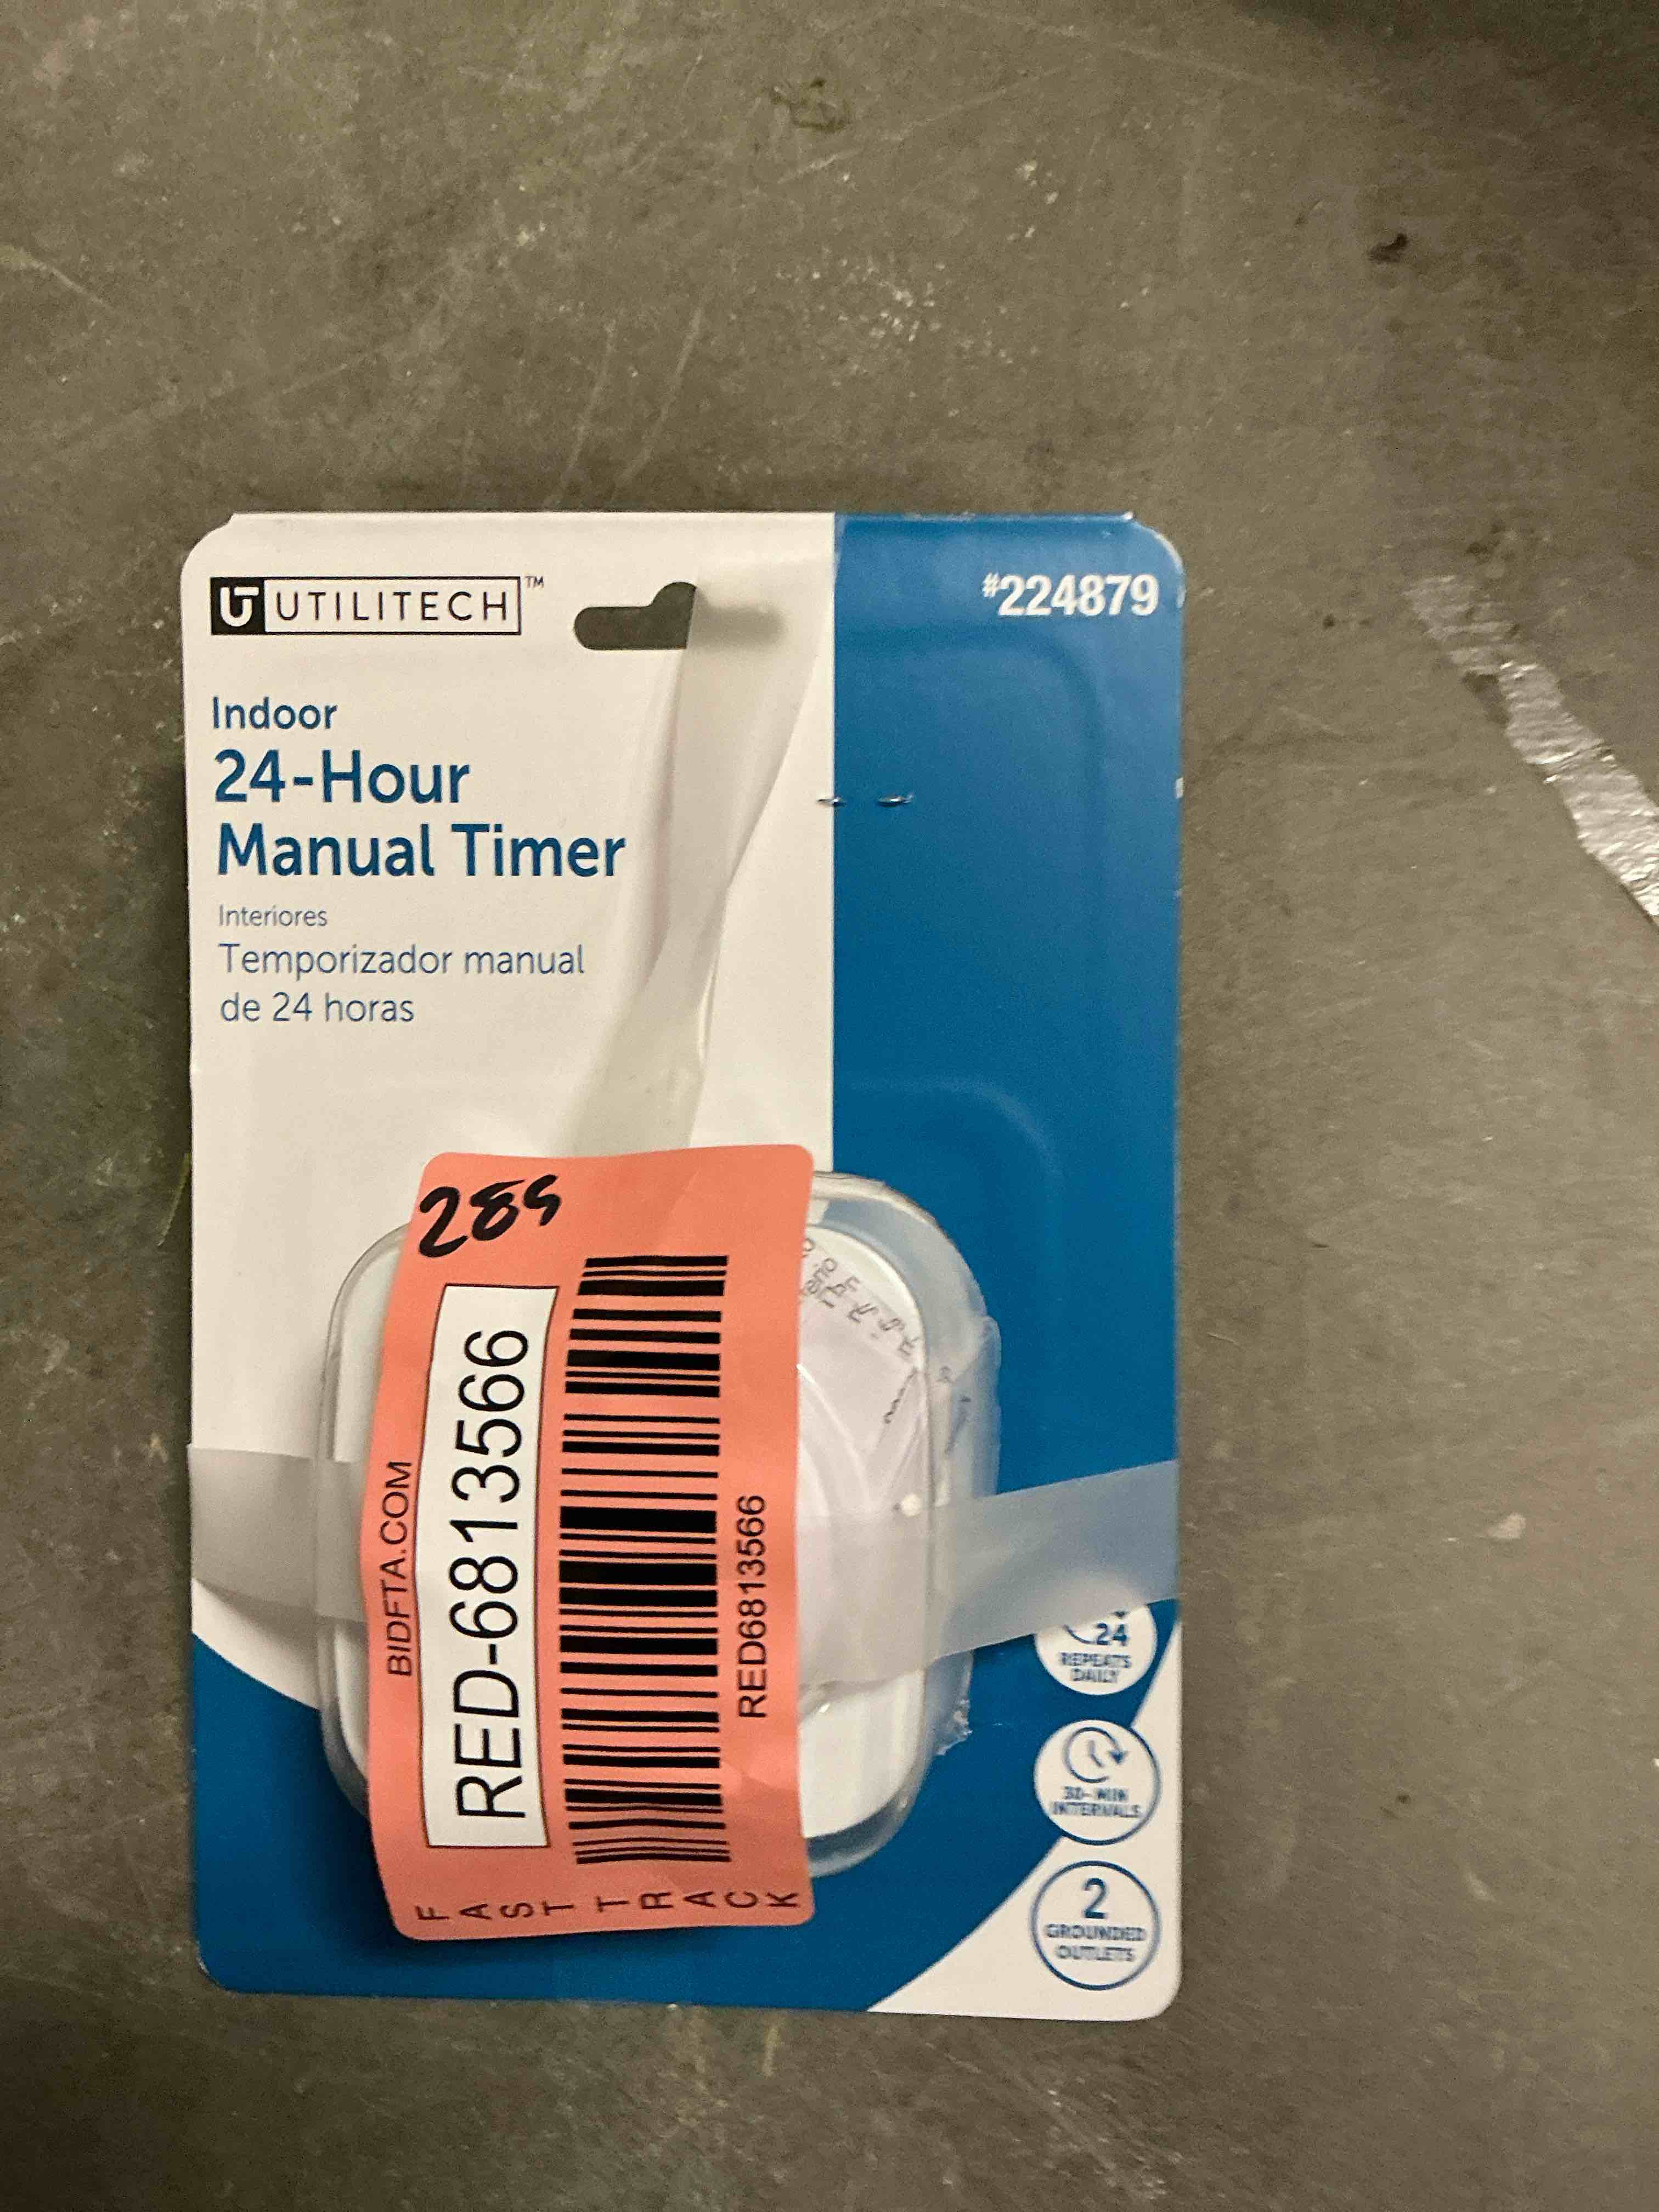 UTILITECH™
#224879
Indoor
24-Hour
Manual Timer
Interiores
Temporizador manual
de 24 horas
BIDFTA.COM
RED-6813566
RED6813566
FAST TRACK
24
REPEATS
DAILY
30-MIN
INTERVALS
2
GROUNDED
OUTLETS